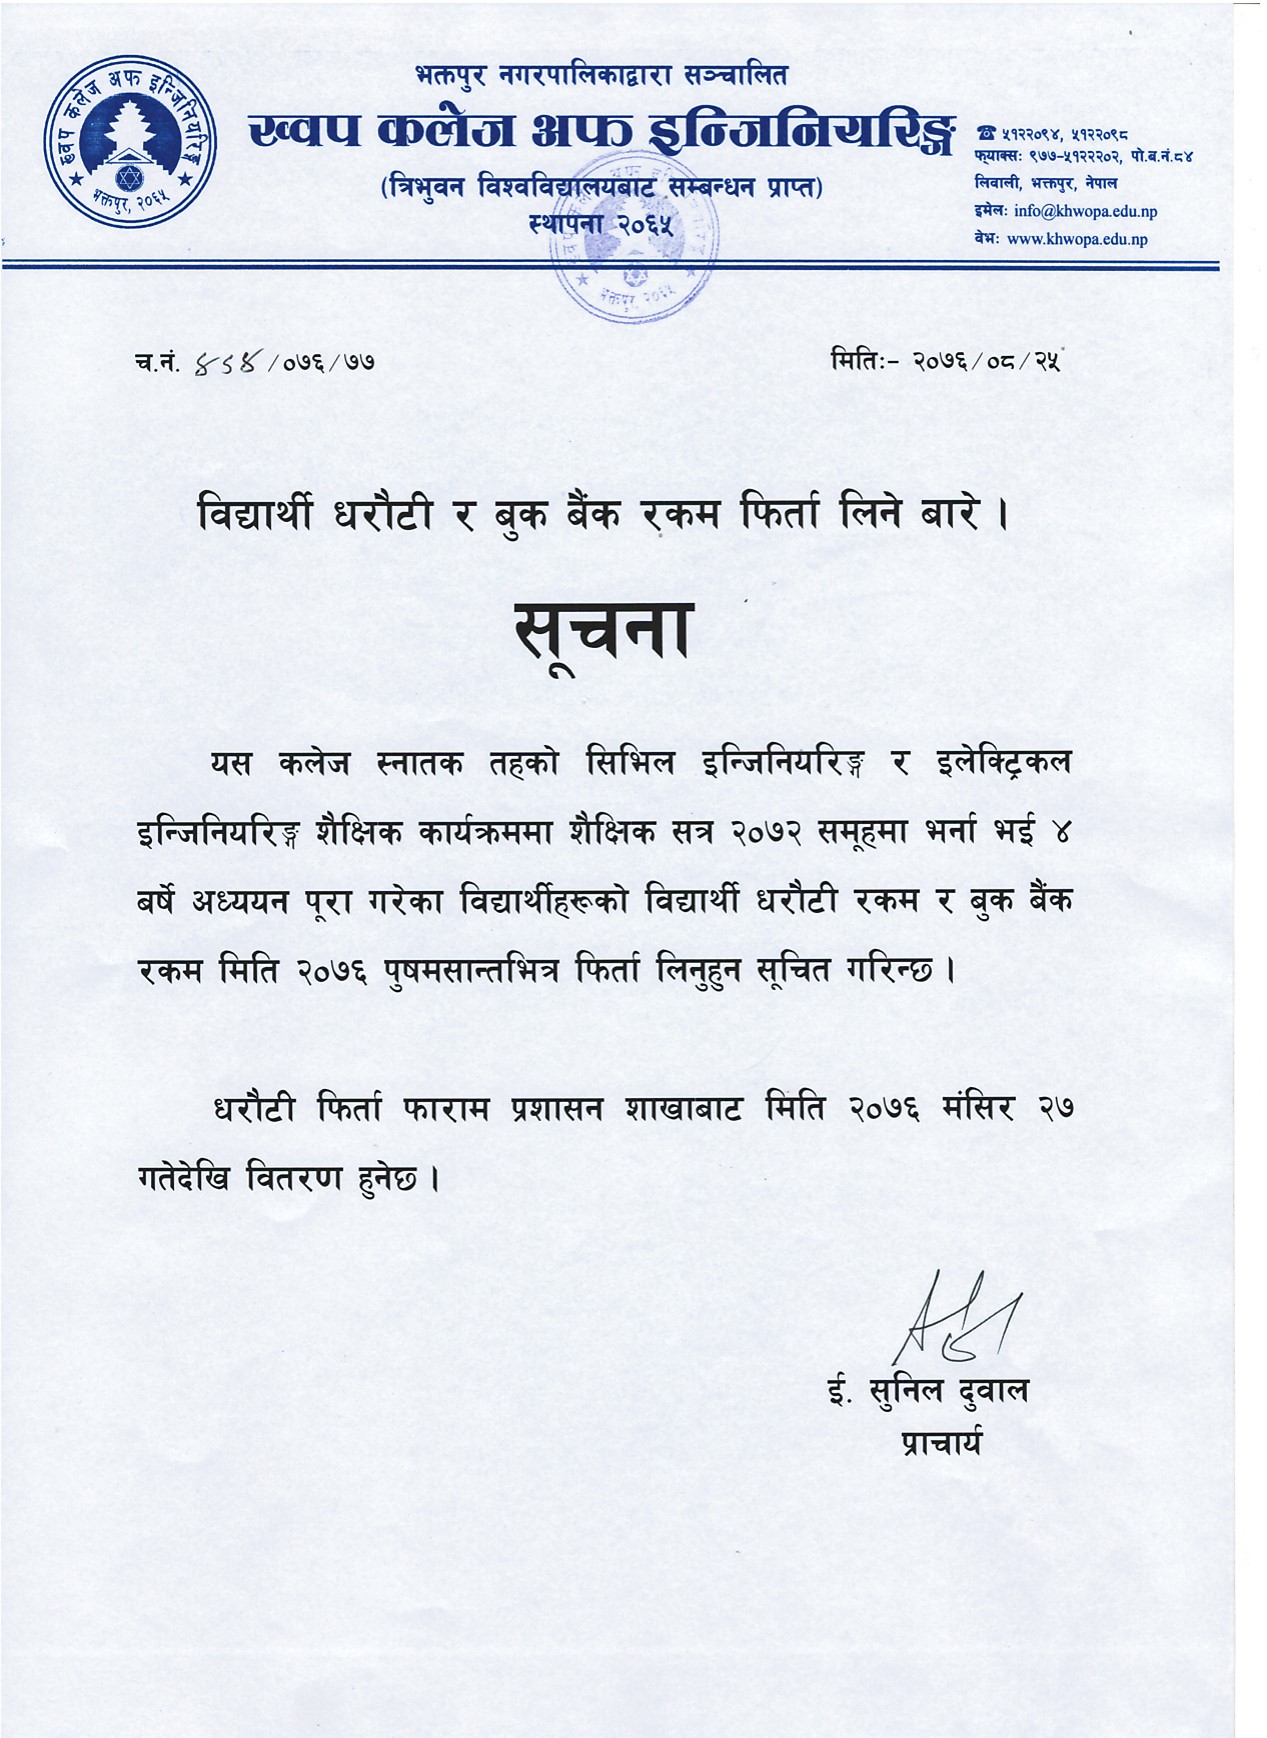 ख्वप कलेज अफ इन्जिनियरिङ्ग
भक्तपुर, २०६५
भक्तपुर नगरपालिकाद्वारा सञ्चालित
ख्वप कलेज अफ इन्जिनियरिङ्ग
(त्रिभुवन विश्वविद्यालयबाट सम्बन्धन प्राप्त)
स्थापना २०६५
☎ ५१२२०९४, ५१२२०९८
फ्याक्सः ९७७-५१२२२०२, पो.ब.नं.८४
लिवाली, भक्तपुर, नेपाल
इमेलः info@khwopa.edu.np
वेभः www.khwopa.edu.np
भक्तपुर, २०६५
च.नं. /०७६/७७
मितिः- २०७६/०८/२५
विद्यार्थी धरौटी र बुक बैंक रकम फिर्ता लिने बारे ।
सूचना
यस कलेज स्नातक तहको सिभिल इन्जिनियरिङ्ग र इलेक्ट्रिकल
इन्जिनियरिङ्ग शैक्षिक कार्यक्रममा शैक्षिक सत्र २०७२ समूहमा भर्ना भई ४
बर्षे अध्ययन पूरा गरेका विद्यार्थीहरूको विद्यार्थी धरौटी रकम र बुक बैंक
रकम मिति २०७६ पुषमसान्तभित्र फिर्ता लिनुहुन सूचित गरिन्छ ।
धरौटी फिर्ता फाराम प्रशासन शाखाबाट मिति २०७६ मंसिर २७
गतेदेखि वितरण हुनेछ ।
ई. सुनिल दुवाल
प्राचार्य